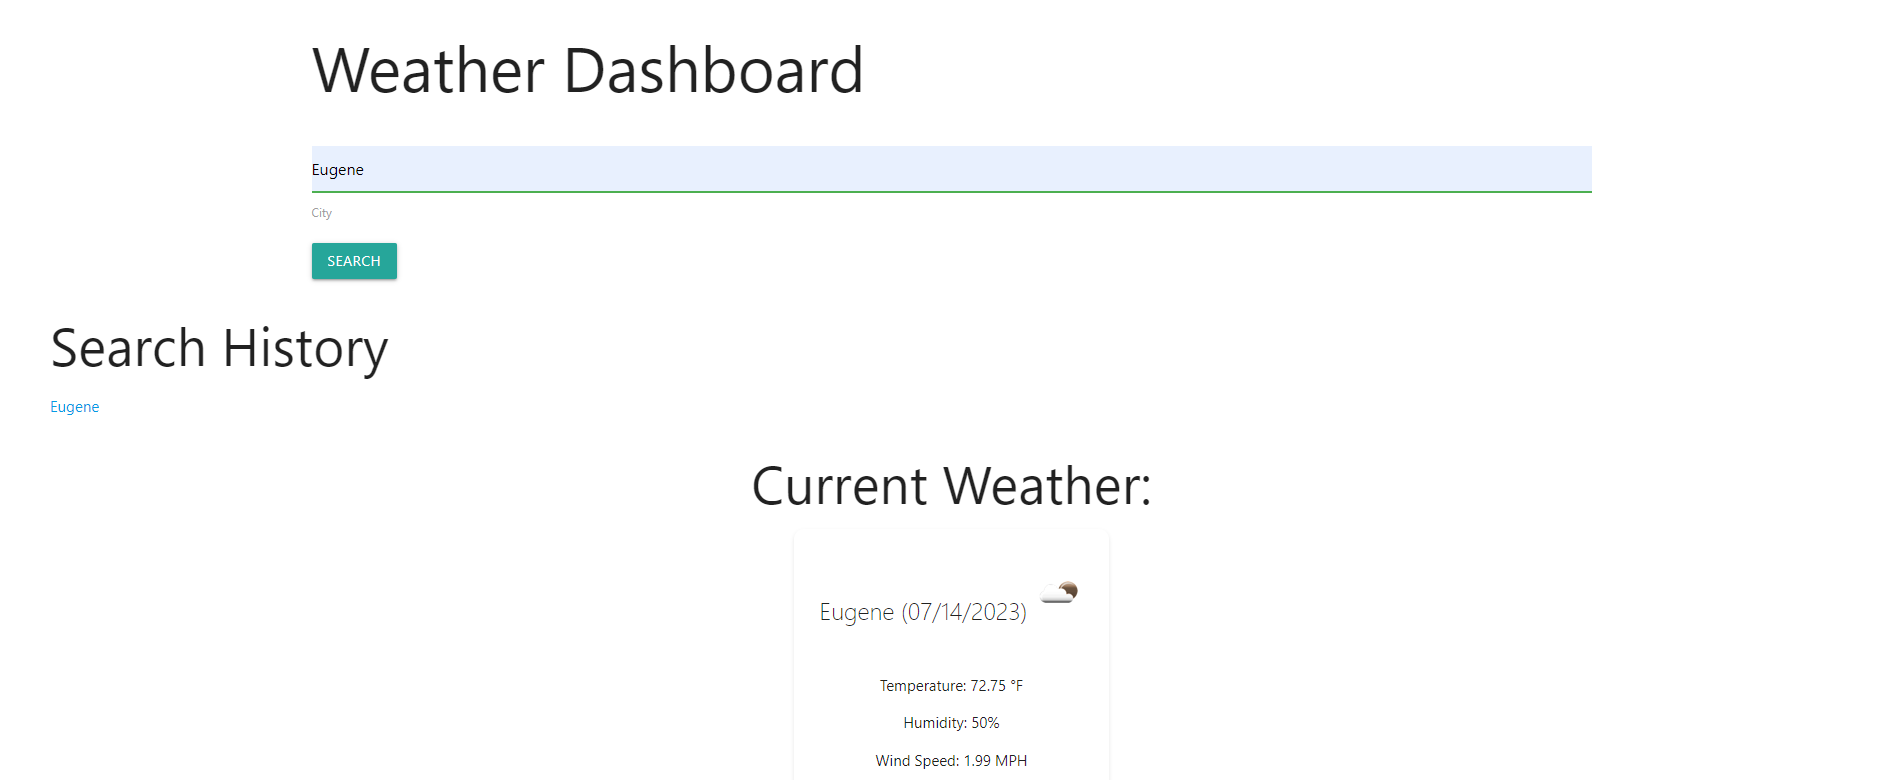 Weather Dashboard
Eugene
City
SEARCH
Search History
Eugene
Current Weather:
Eugene (07/14/2023)
Temperature: 72.75 °F
Humidity: 50%
Wind Speed: 1.99 MPH